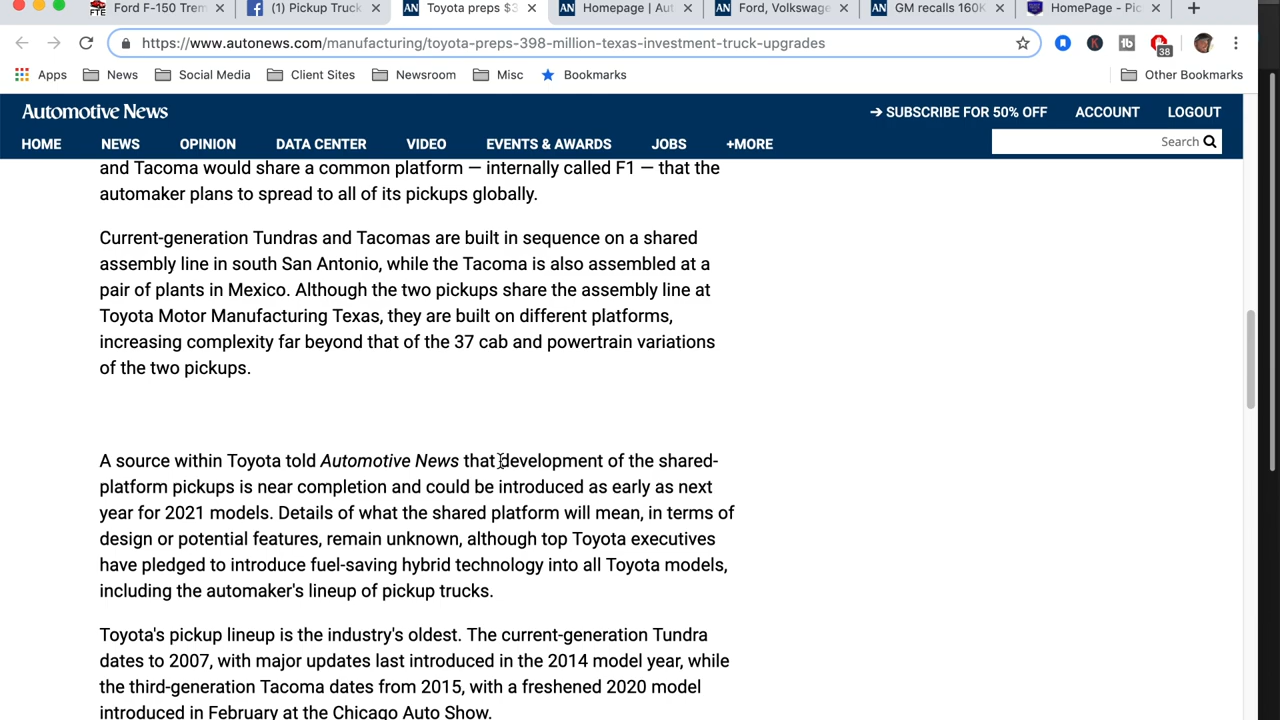 Ford F-150 Trem
(1) Pickup Truck
Toyota preps $3
AN Homepage | Aut
AN Ford, Volkswage
AN GM recalls 160K
HomePage - Pic
https://www.autonews.com/manufacturing/toyota-preps-398-million-texas-investment-truck-upgrades
38
Apps News Social Media Client Sites Newsroom Misc Bookmarks Other Bookmarks
Automotive News
→ SUBSCRIBE FOR 50% OFF ACCOUNT LOGOUT
HOME NEWS OPINION DATA CENTER VIDEO EVENTS & AWARDS JOBS +MORE Search
and Tacoma would share a common platform — internally called F1 — that the
automaker plans to spread to all of its pickups globally.
Current-generation Tundras and Tacomas are built in sequence on a shared
assembly line in south San Antonio, while the Tacoma is also assembled at a
pair of plants in Mexico. Although the two pickups share the assembly line at
Toyota Motor Manufacturing Texas, they are built on different platforms,
increasing complexity far beyond that of the 37 cab and powertrain variations
of the two pickups.
A source within Toyota told Automotive News that development of the shared-
platform pickups is near completion and could be introduced as early as next
year for 2021 models. Details of what the shared platform will mean, in terms of
design or potential features, remain unknown, although top Toyota executives
have pledged to introduce fuel-saving hybrid technology into all Toyota models,
including the automaker's lineup of pickup trucks.
Toyota's pickup lineup is the industry's oldest. The current-generation Tundra
dates to 2007, with major updates last introduced in the 2014 model year, while
the third-generation Tacoma dates from 2015, with a freshened 2020 model
introduced in February at the Chicago Auto Show.